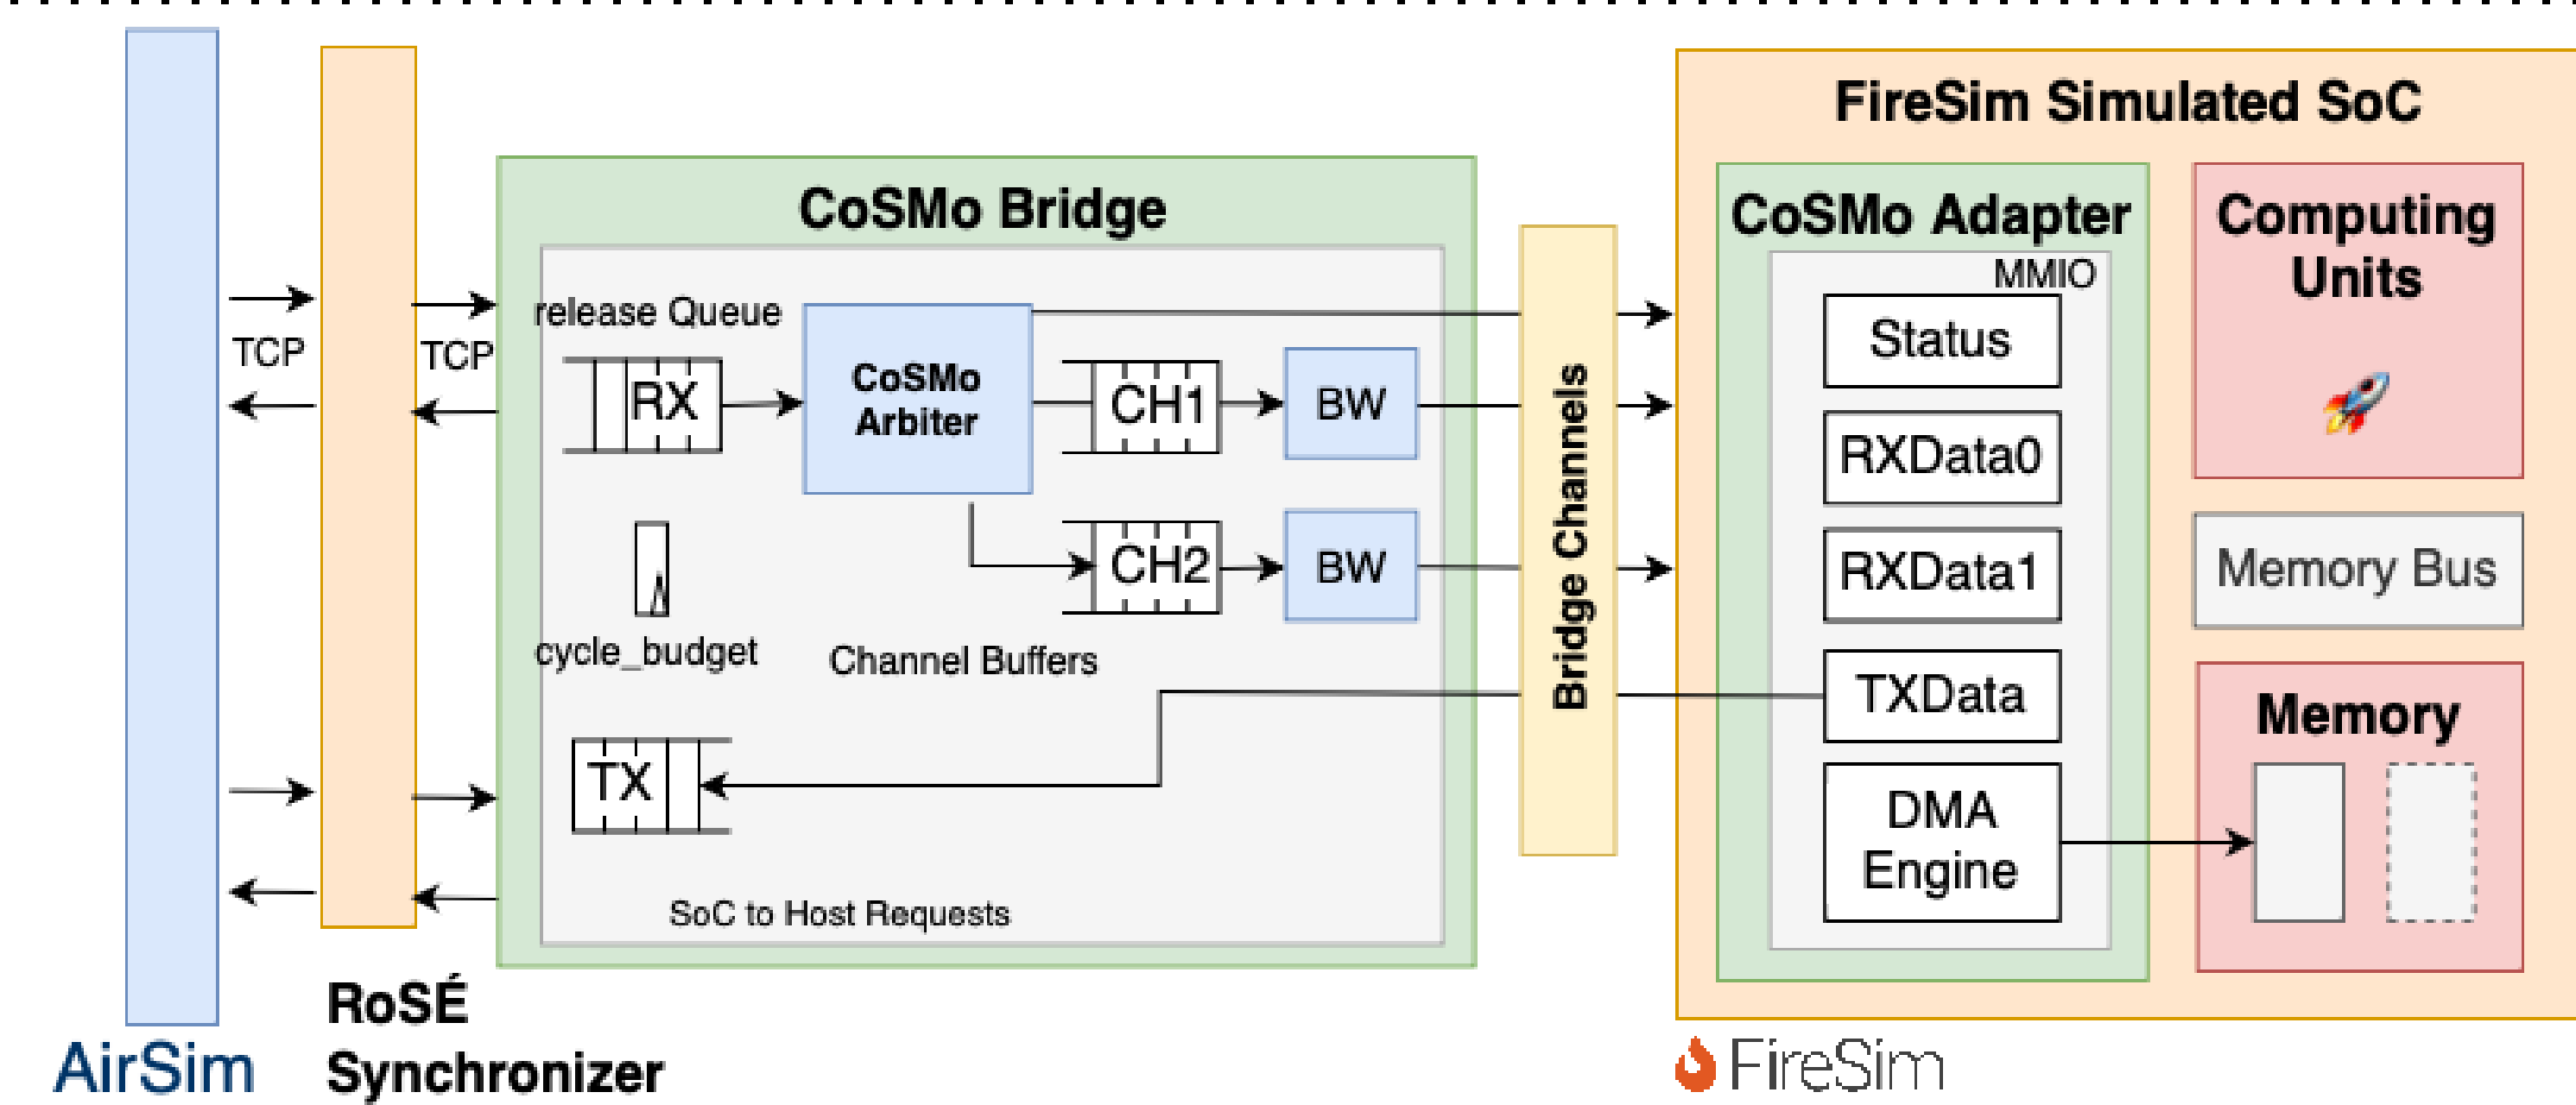 FireSim Simulated SoC
CoSMo Bridge
CoSMo Adapter
Computing
Units
MMIO
release Queue
TCP
TCP
RX
CoSMo
Arbiter
CH1
BW
Status
RXData0
CH2
BW
Bridge Channels
RXData1
Memory Bus
cycle_budget
Channel Buffers
TXData
Memory
TX
DMA
Engine
SoC to Host Requests
RoSÉ
Synchronizer
AirSim
FireSim